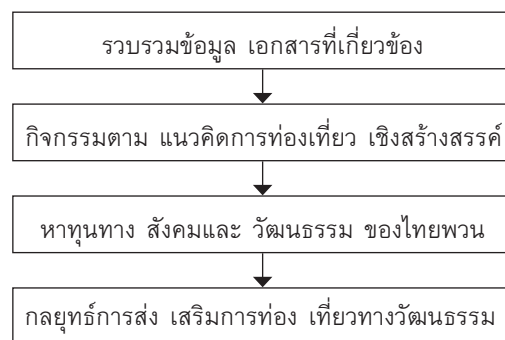 รวบรวมข้อมูล เอกสารที่เกี่ยวข้อง
กิจกรรมตาม แนวคิดการท่องเที่ยว เชิงสร้างสรรค์
หาทุนทาง สังคมและ วัฒนธรรม ของไทยพวน
กลยุทธ์การส่ง เสริมการท่อง เที่ยวทางวัฒนธรรม